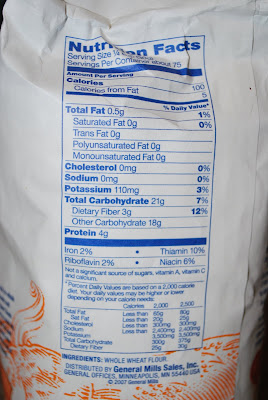 Nutrition Facts
Serving Size 1/4
Servings Per Container about 75
Amount Per Serving
Calories 100
Calories from Fat 5
% Daily Value*
Total Fat 0.5g 1%
Saturated Fat 0g 0%
Trans Fat 0g
Polyunsaturated Fat 0g
Monounsaturated Fat 0g
Cholesterol 0mg 0%
Sodium 0mg 0%
Potassium 110mg 3%
Total Carbohydrate 21g 7%
Dietary Fiber 3g 12%
Other Carbohydrate 18g
Protein 4g
Iron 2% • Thiamin 10%
Riboflavin 2% • Niacin 6%
Not a significant source of sugars, vitamin A, vitamin C
and calcium.
* Percent Daily Values are based on a 2,000 calorie
diet. Your daily values may be higher or lower
depending on your calorie needs:
Calories 2,000 2,500
Total Fat Less than 65g 80g
Sat Fat Less than 20g 25g
Cholesterol Less than 300mg 300mg
Sodium Less than 2,400mg 2,400mg
Potassium 3,500mg 3,500mg
Total Carbohydrate 300g 375g
Dietary Fiber 25g 30g
INGREDIENTS: WHOLE WHEAT FLOUR.
DISTRIBUTED BY General Mills Sales, Inc.,
GENERAL OFFICES, MINNEAPOLIS, MN 55440 USA
© 2007 General Mills